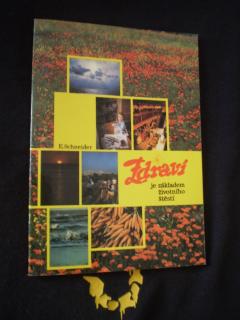 E. Schneider
Zdraví
je základem
životního
štěstí